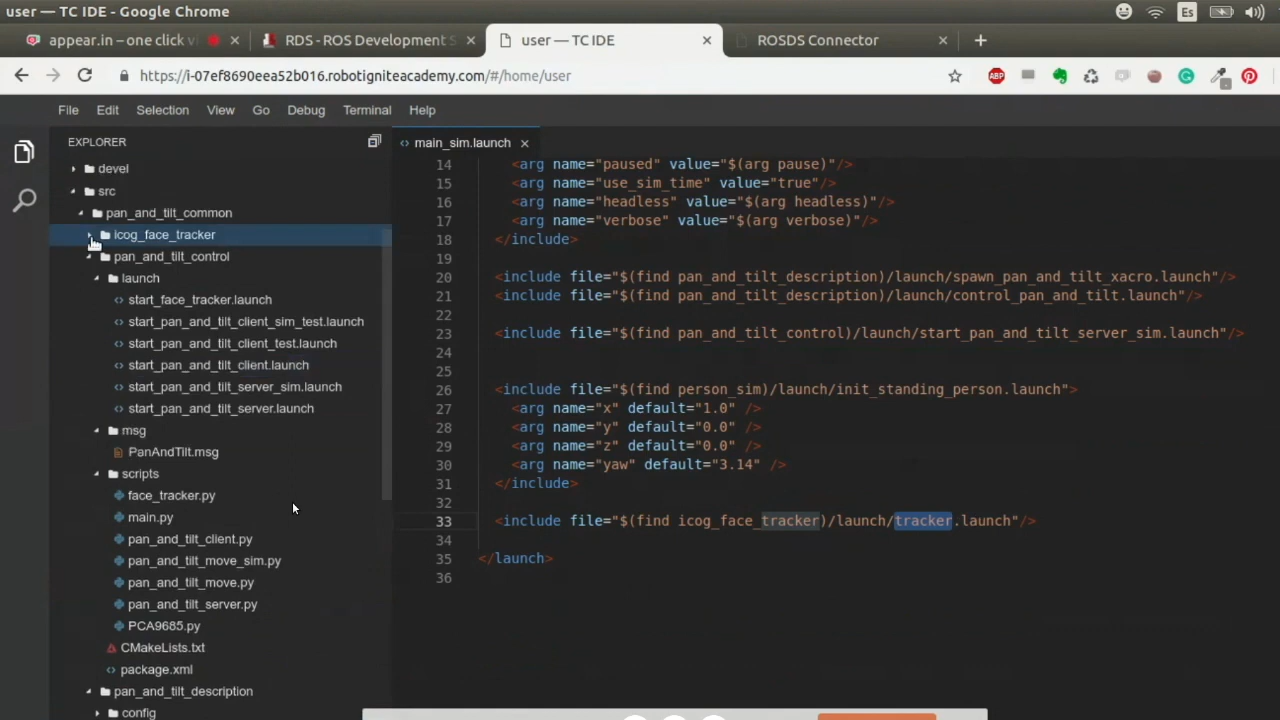 user — TC IDE - Google Chrome
Es
appear.in – one click v
RDS - ROS Development S
user — TC IDE
ROSDS Connector
https://i-07ef8690eea52b016.robotigniteacademy.com/#/home/user
ABP
File Edit Selection View Go Debug Terminal Help
EXPLORER
devel
src
pan_and_tilt_common
icog_face_tracker
pan_and_tilt_control
launch
start_face_tracker.launch
start_pan_and_tilt_client_sim_test.launch
start_pan_and_tilt_client_test.launch
start_pan_and_tilt_client.launch
start_pan_and_tilt_server_sim.launch
start_pan_and_tilt_server.launch
msg
PanAndTilt.msg
scripts
face_tracker.py
main.py
pan_and_tilt_client.py
pan_and_tilt_move_sim.py
pan_and_tilt_move.py
pan_and_tilt_server.py
PCA9685.py
CMakeLists.txt
package.xml
pan_and_tilt_description
config
main_sim.launch
14 <arg name="paused" value="$(arg pause)"/>
15 <arg name="use_sim_time" value="true"/>
16 <arg name="headless" value="$(arg headless)"/>
17 <arg name="verbose" value="$(arg verbose)"/>
18 </include>
19
20 <include file="$(find pan_and_tilt_description)/launch/spawn_pan_and_tilt_xacro.launch"/>
21 <include file="$(find pan_and_tilt_description)/launch/control_pan_and_tilt.launch"/>
22
23 <include file="$(find pan_and_tilt_control)/launch/start_pan_and_tilt_server_sim.launch"/>
24
25
26 <include file="$(find person_sim)/launch/init_standing_person.launch">
27 <arg name="x" default="1.0" />
28 <arg name="y" default="0.0" />
29 <arg name="z" default="0.0" />
30 <arg name="yaw" default="3.14" />
31 </include>
32
33 <include file="$(find icog_face_tracker)/launch/tracker.launch"/>
34
35 </launch>
36